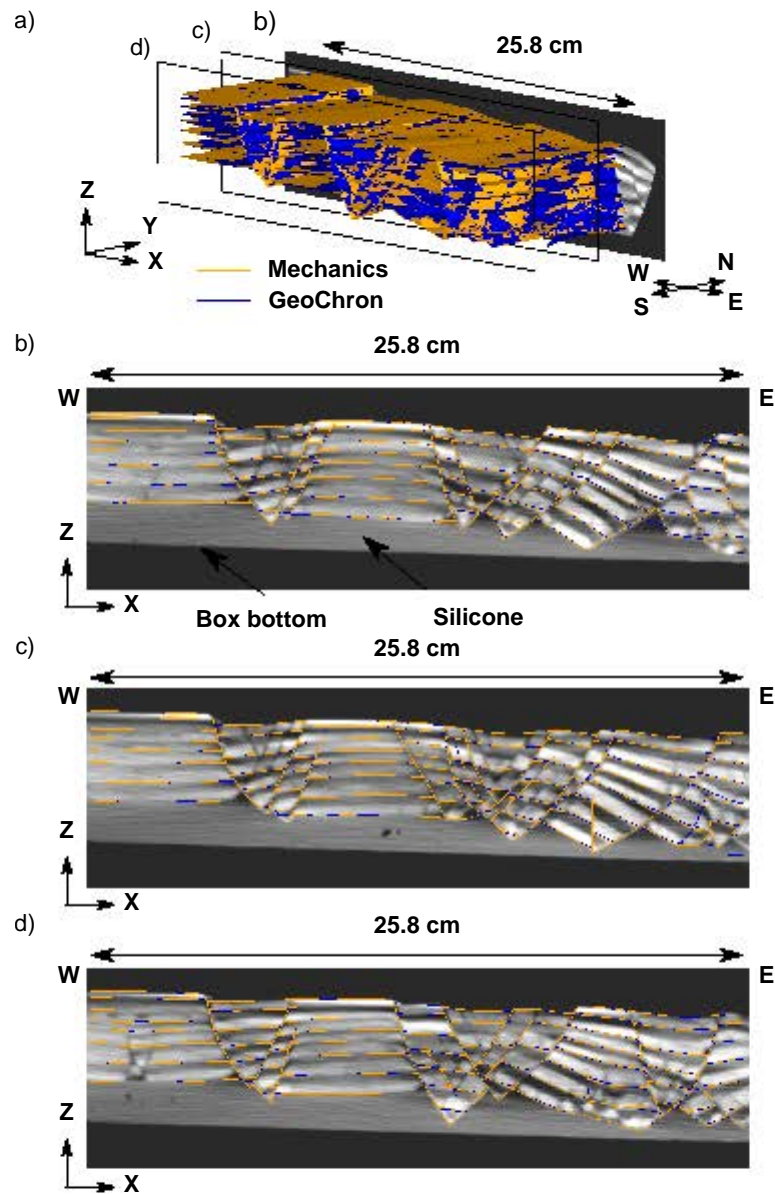 a)
d)
c)
b)
25.8 cm
Z
Y
X
W N
S E
Mechanics
GeoChron
b)
25.8 cm
W E
Z
X
Box bottom
Silicone
c)
25.8 cm
W E
Z
X
d)
25.8 cm
W E
Z
X